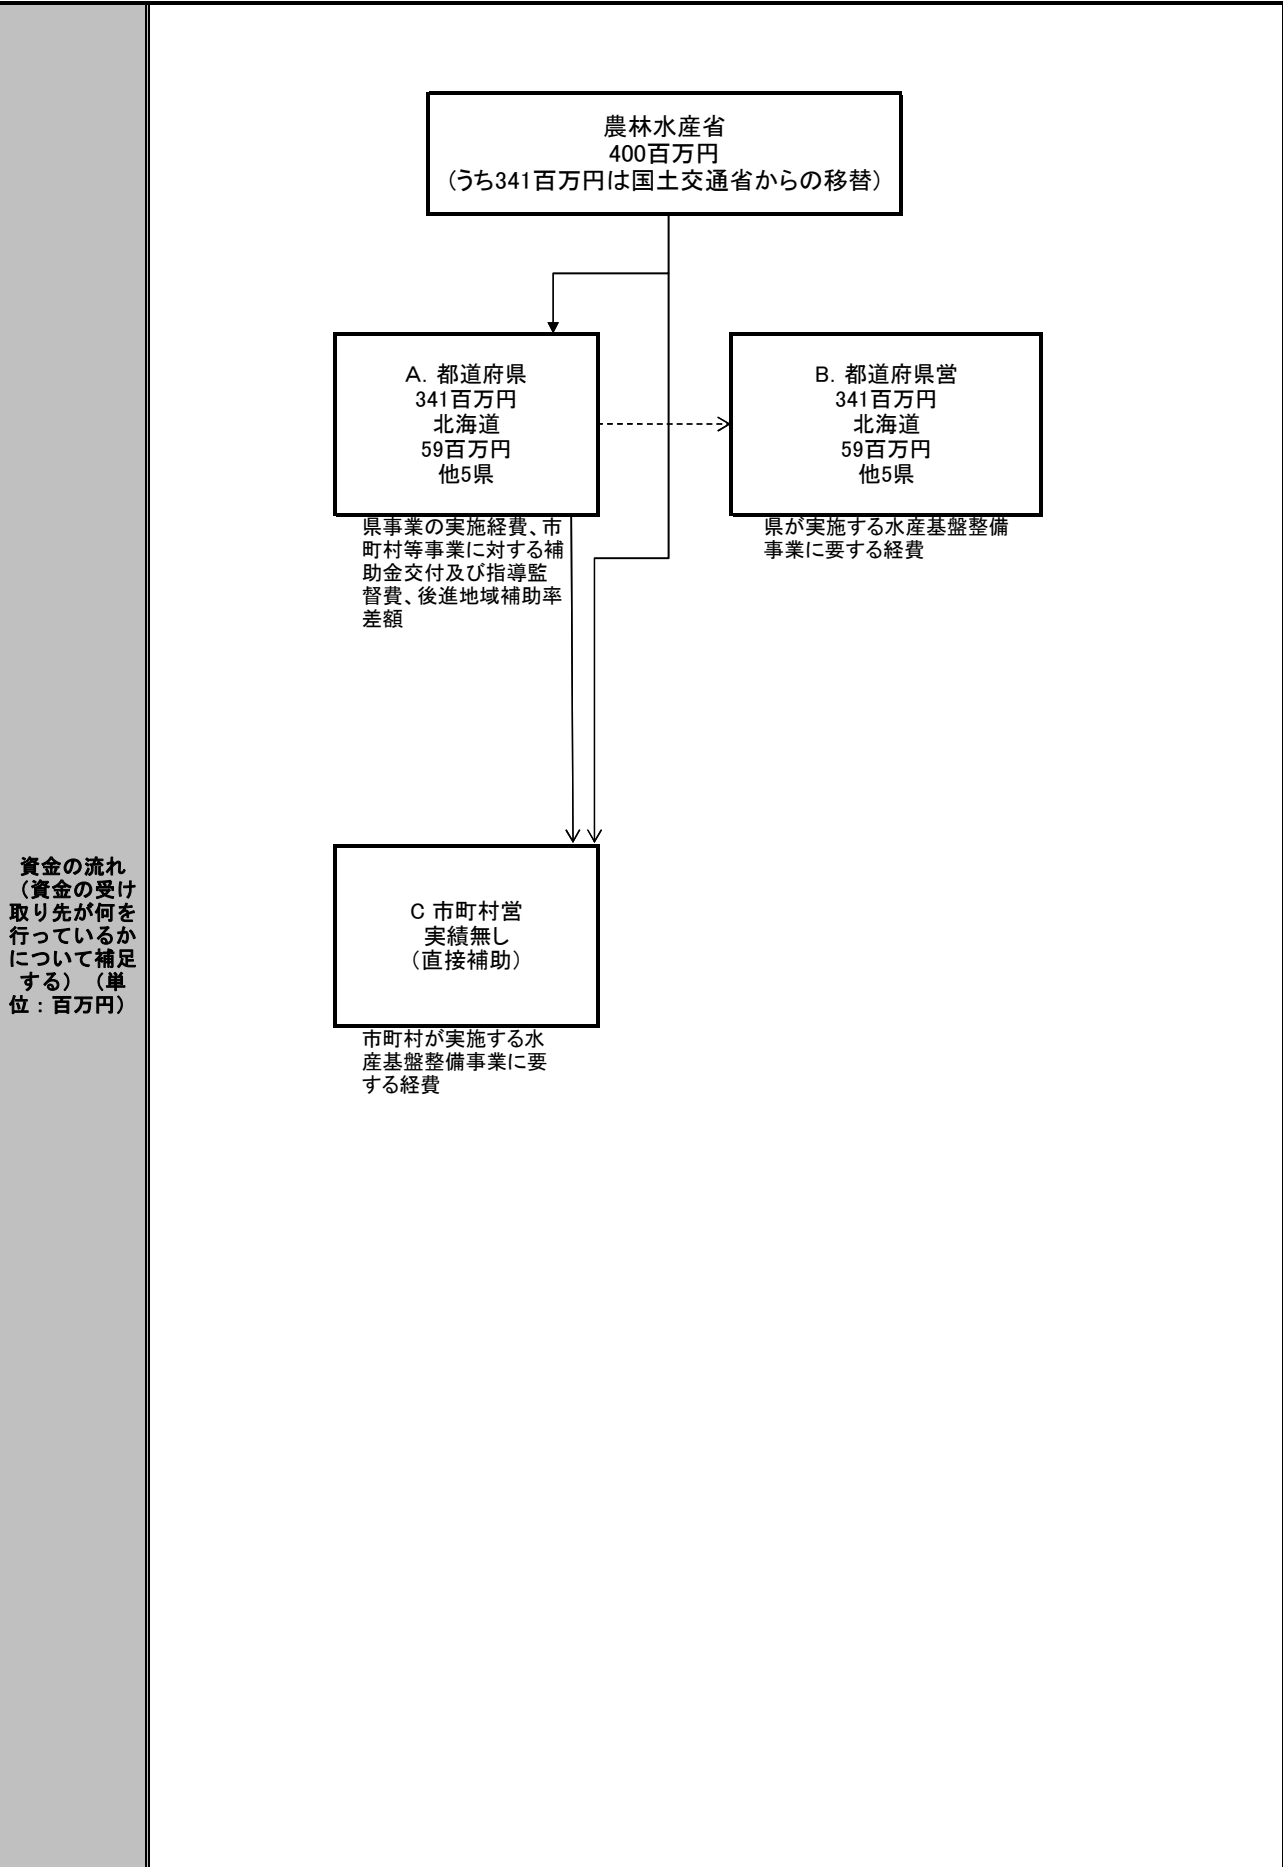 資金の流れ
（資金の受け
取り先が何を
行っているか
について補足
する）（単
位：百万円）
農林水産省
400百万円
（うち341百万円は国土交通省からの移替）
A. 都道府県
341百万円
北海道
59百万円
他5県
県事業の実施経費、市
町村等事業に対する補
助金交付及び指導監
督費、後進地域補助率
差額
B. 都道府県営
341百万円
北海道
59百万円
他5県
県が実施する水産基盤整備
事業に要する経費
C 市町村営
実績無し
（直接補助）
市町村が実施する水
産基盤整備事業に要
する経費